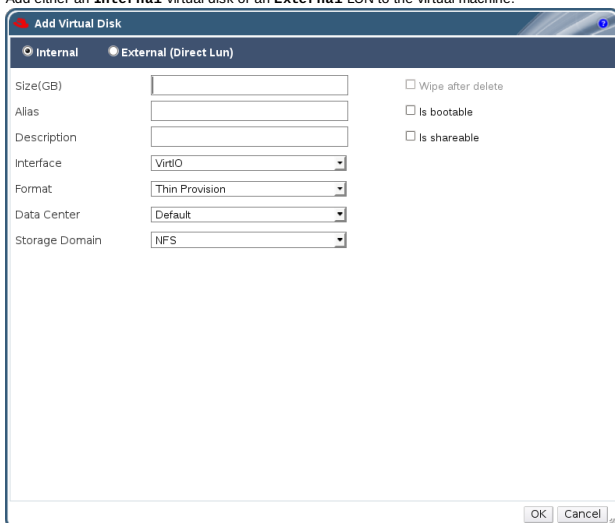 Add either an Internal virtual disk or an External LUN to the virtual machine.
Add Virtual Disk ?
Internal External (Direct Lun)
Size(GB) Wipe after delete
Alias Is bootable
Description Is shareable
Interface VirtIO
Format Thin Provision
Data Center Default
Storage Domain NFS
OK Cancel